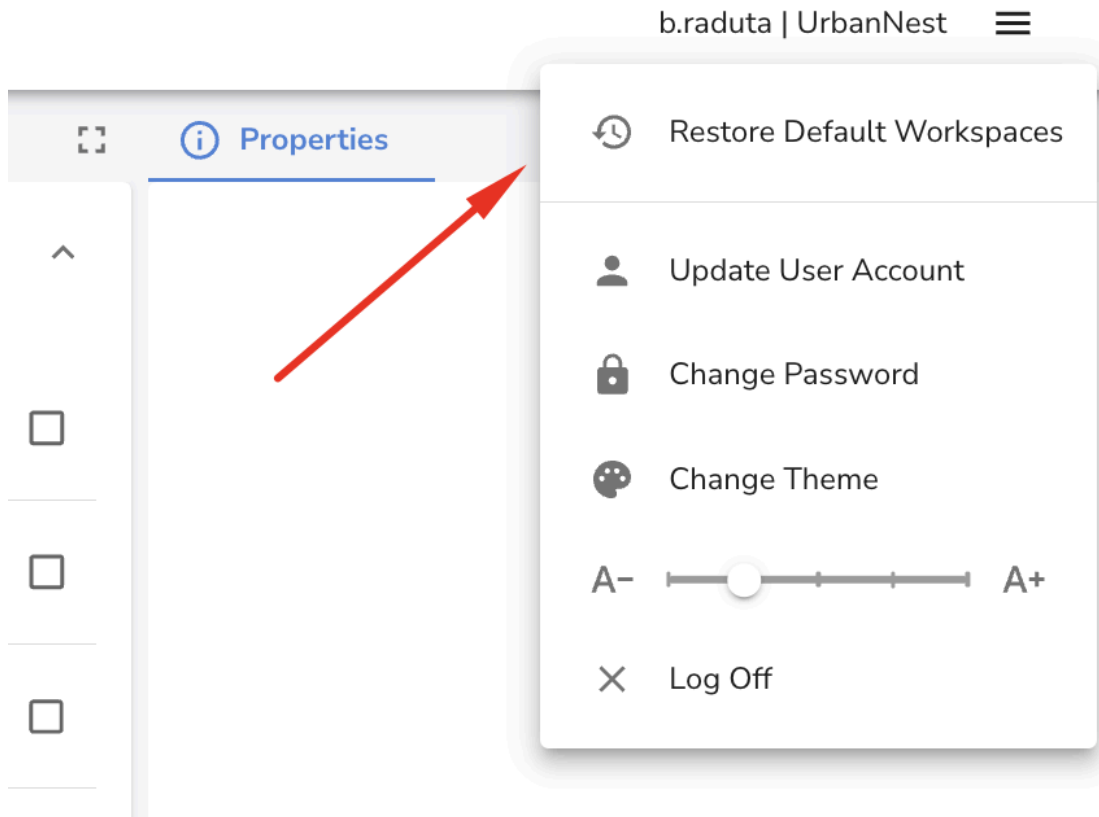 b.raduta | UrbanNest
Properties
Restore Default Workspaces
Update User Account
Change Password
Change Theme
A- A+
Log Off